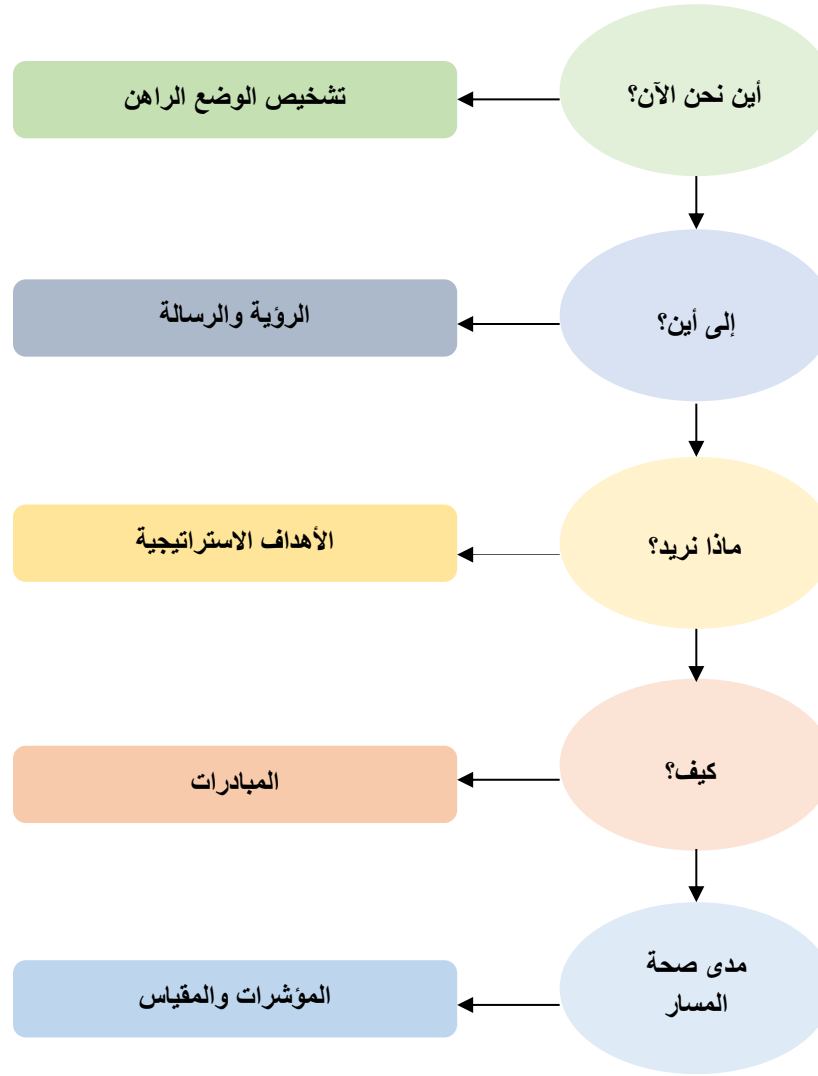 أين نحن الآن؟
تشخيص الوضع الراهن
إلى أين؟
الرؤية والرسالة
ماذا نريد؟
الأهداف الاستراتيجية
كيف؟
المبادرات
مدى صحة
المسار
المؤشرات والمقياس